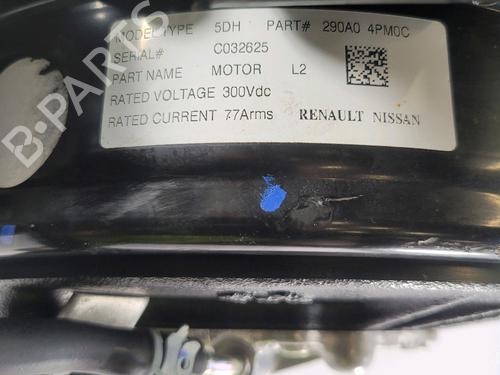 MODEL TYPE 5DH PART# 290A0 4PM0C
SERIAL# C032625
PART NAME MOTOR L2
RATED VOLTAGE 300Vdc
RATED CURRENT 77Arms RENAULT NISSAN
B-PARTS